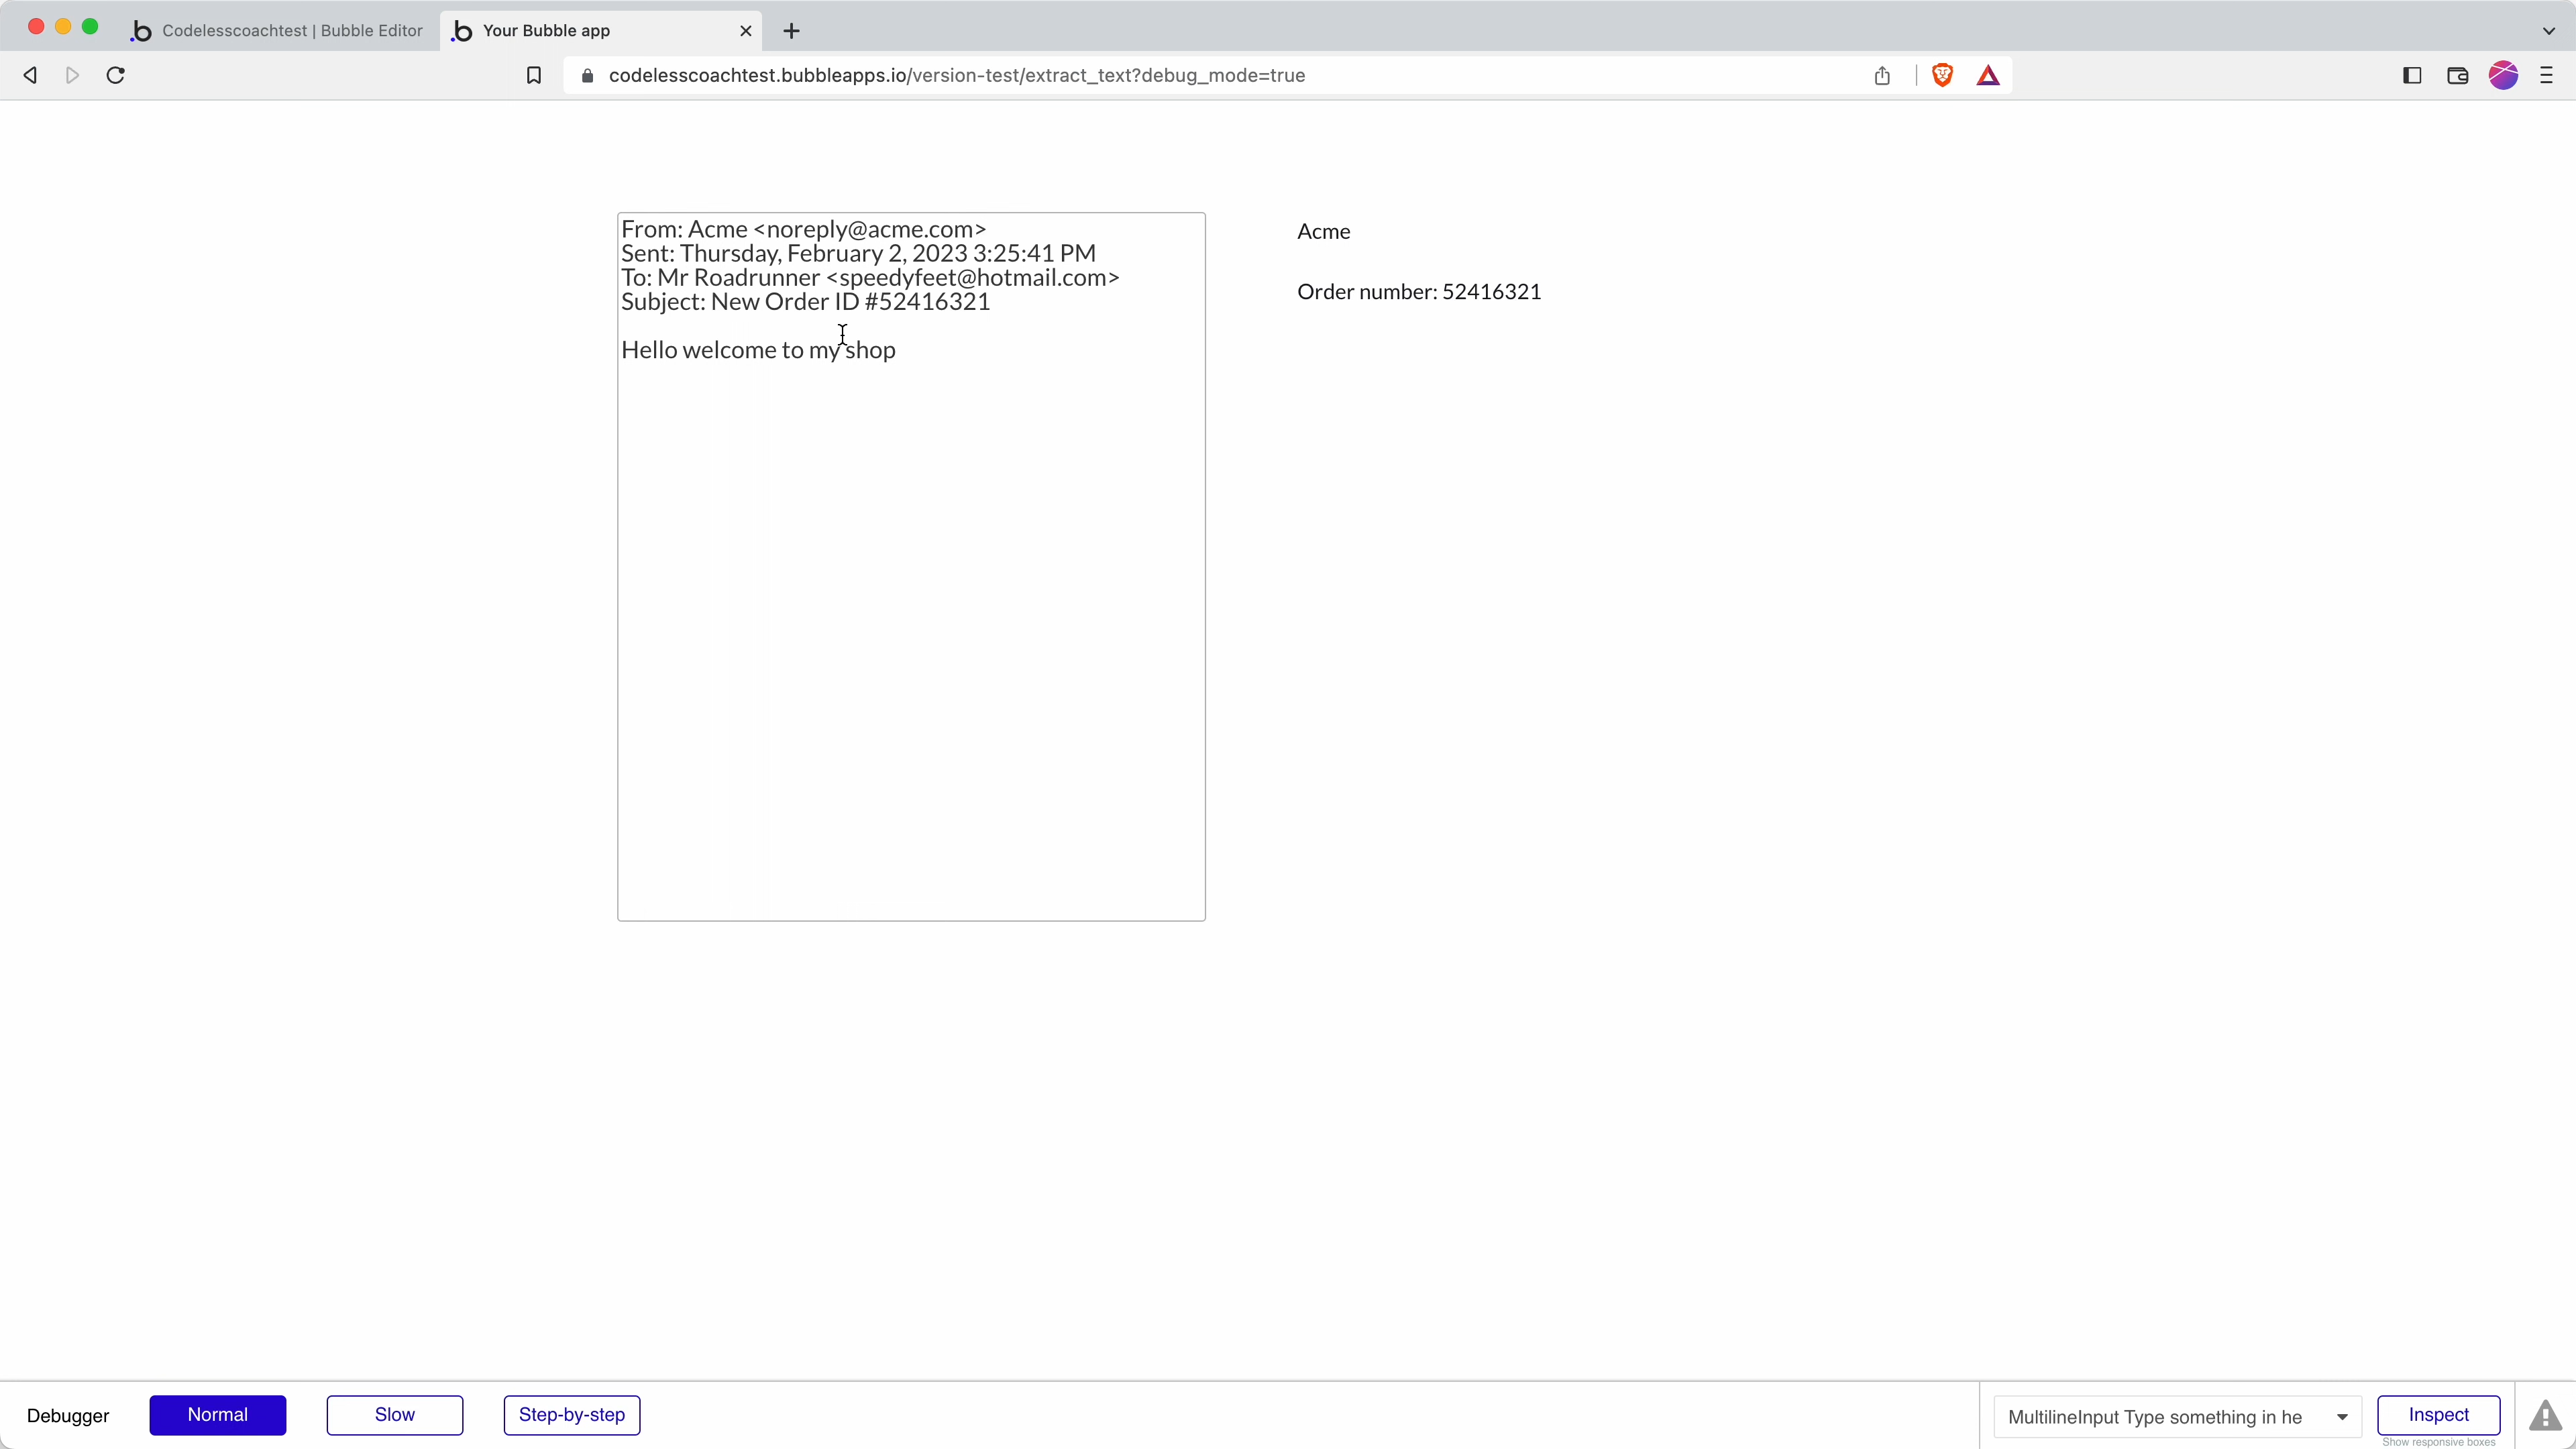 Codelesscoachtest | Bubble Editor
Your Bubble app
codelesscoachtest.bubbleapps.io/version-test/extract_text?debug_mode=true
From: Acme <noreply@acme.com>
Sent: Thursday, February 2, 2023 3:25:41 PM
To: Mr Roadrunner <speedyfeet@hotmail.com>
Subject: New Order ID #52416321
Hello welcome to my shop
Acme
Order number: 52416321
Debugger
Normal
Slow
Step-by-step
MultilineInput Type something in he
Inspect
Show responsive boxes